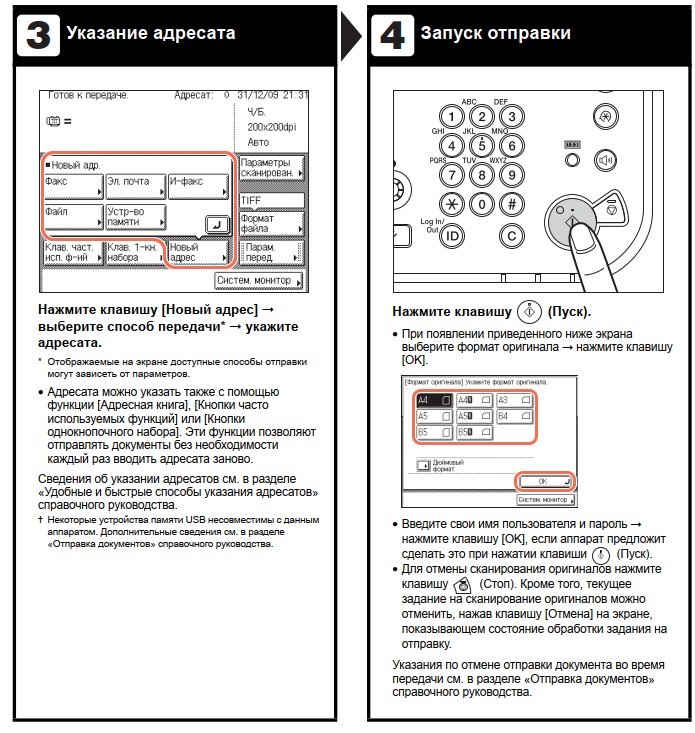 3 Указание адресата
Готов к передаче. Адресат: 0 31/12/09 21:31
Ч/Б.
200x200dpi
Авто
Новый адр.
Факс Эл. почта И-факс
Файл Устр-во памяти
Параметры сканирован.
TIFF
Формат файла
Клав. част. исп. ф-ий Клав. 1-кн. набора Новый адрес Парам. перед.
Систем. монитор
Нажмите клавишу [Новый адрес] →
выберите способ передачи* → укажите
адресата.
* Отображаемые на экране доступные способы отправки
могут зависеть от параметров.
• Адресата можно указать также с помощью
функции [Адресная книга], [Кнопки часто
используемых функций] или [Кнопки
однокнопочного набора]. Эти функции позволяют
отправлять документы без необходимости
каждый раз вводить адресата заново.
Сведения об указании адресатов см. в разделе
«Удобные и быстрые способы указания адресатов»
справочного руководства.
† Некоторые устройства памяти USB несовместимы с данным
аппаратом. Дополнительные сведения см. в разделе
«Отправка документов» справочного руководства.
4 Запуск отправки
ABC DEF
1 2 3
GHI JKL MNO
4 5 6
PQRS TUV WXYZ
7 8 9
* 0 #
Log In/
Out
ID C
Нажмите клавишу (Пуск).
• При появлении приведенного ниже экрана
выберите формат оригинала → нажмите клавишу
[OK].
[Формат оригинала] Укажите формат оригинала.
A4 A4R A3
A5 A5R B4
B5 B5R
Дюймовый
формат
OK
Систем. монитор
• Введите свои имя пользователя и пароль →
нажмите клавишу [OK], если аппарат предложит
сделать это при нажатии клавиши (Пуск).
• Для отмены сканирования оригиналов нажмите
клавишу (Стоп). Кроме того, текущее
задание на сканирование оригиналов можно
отменить, нажав клавишу [Отмена] на экране,
показывающем состояние обработки задания на
отправку.
Указания по отмене отправки документа во время
передачи см. в разделе «Отправка документов»
справочного руководства.